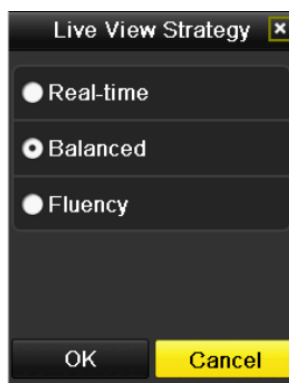 Live View Strategy
Real-time
Balanced
Fluency
OK
Cancel